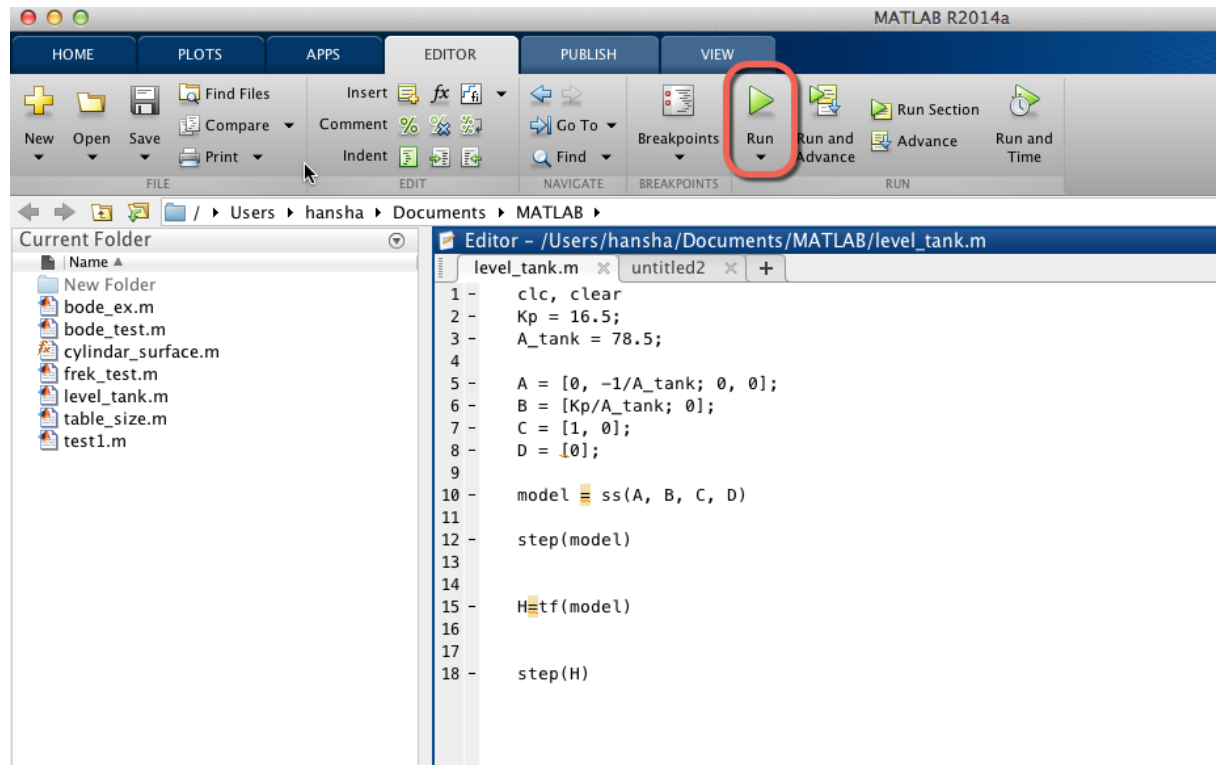 MATLAB R2014a
HOME PLOTS APPS EDITOR PUBLISH VIEW
New Open Save
Find Files
Compare
Print
FILE
Insert fx
Comment
Indent
EDIT
Go To
Find
NAVIGATE
Breakpoints
BREAKPOINTS
Run
Run and Advance
Run Section
Advance
Run and Time
RUN
/ Users hansha Documents MATLAB
Current Folder
Name
New Folder
bode_ex.m
bode_test.m
cylindar_surface.m
frek_test.m
level_tank.m
table_size.m
test1.m
Editor – /Users/hansha/Documents/MATLAB/level_tank.m
level_tank.m × untitled2 × +
1 – clc, clear
2 – Kp = 16.5;
3 – A_tank = 78.5;
4
5 – A = [0, -1/A_tank; 0, 0];
6 – B = [Kp/A_tank; 0];
7 – C = [1, 0];
8 – D = [0];
9
10 – model = ss(A, B, C, D)
11
12 – step(model)
13
14
15 – H=tf(model)
16
17
18 – step(H)